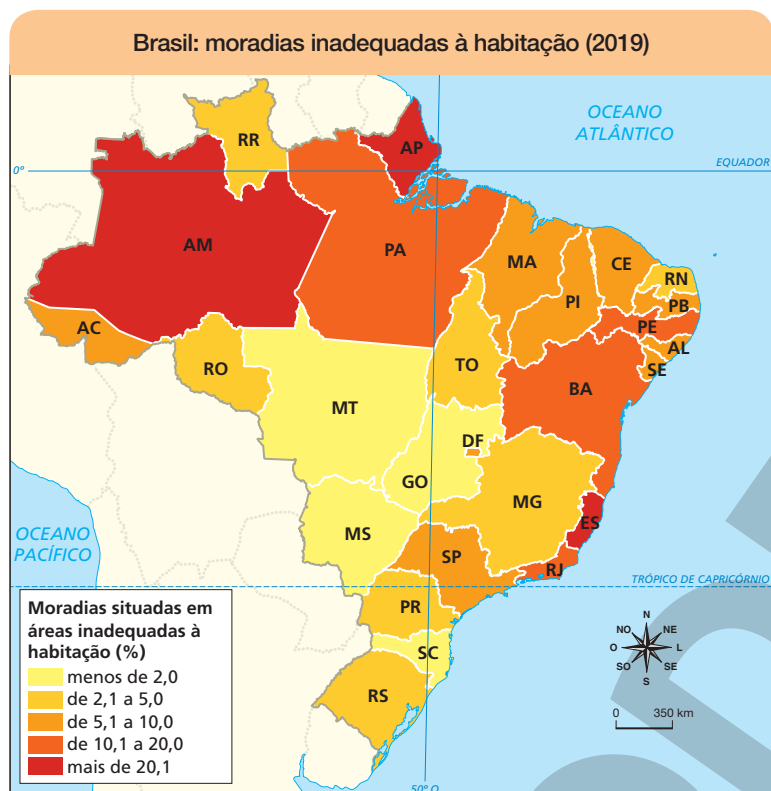 Brasil: moradias inadequadas à habitação (2019)
OCEANO
ATLÂNTICO
RR
AP
0°
EQUADOR
AM
PA
MA
CE
RN
PI
PB
PE
AC
AL
SE
RO
TO
BA
MT
DF
GO
MG
ES
MS
OCEANO
PACÍFICO
SP
RJ
TRÓPICO DE CAPRICÓRNIO
PR
SC
RS
Moradias situadas em
áreas inadequadas à
habitação (%)
menos de 2,0
de 2,1 a 5,0
de 5,1 a 10,0
de 10,1 a 20,0
mais de 20,1
N
NO NE
O L
SO SE
S
0 350 km
50° O